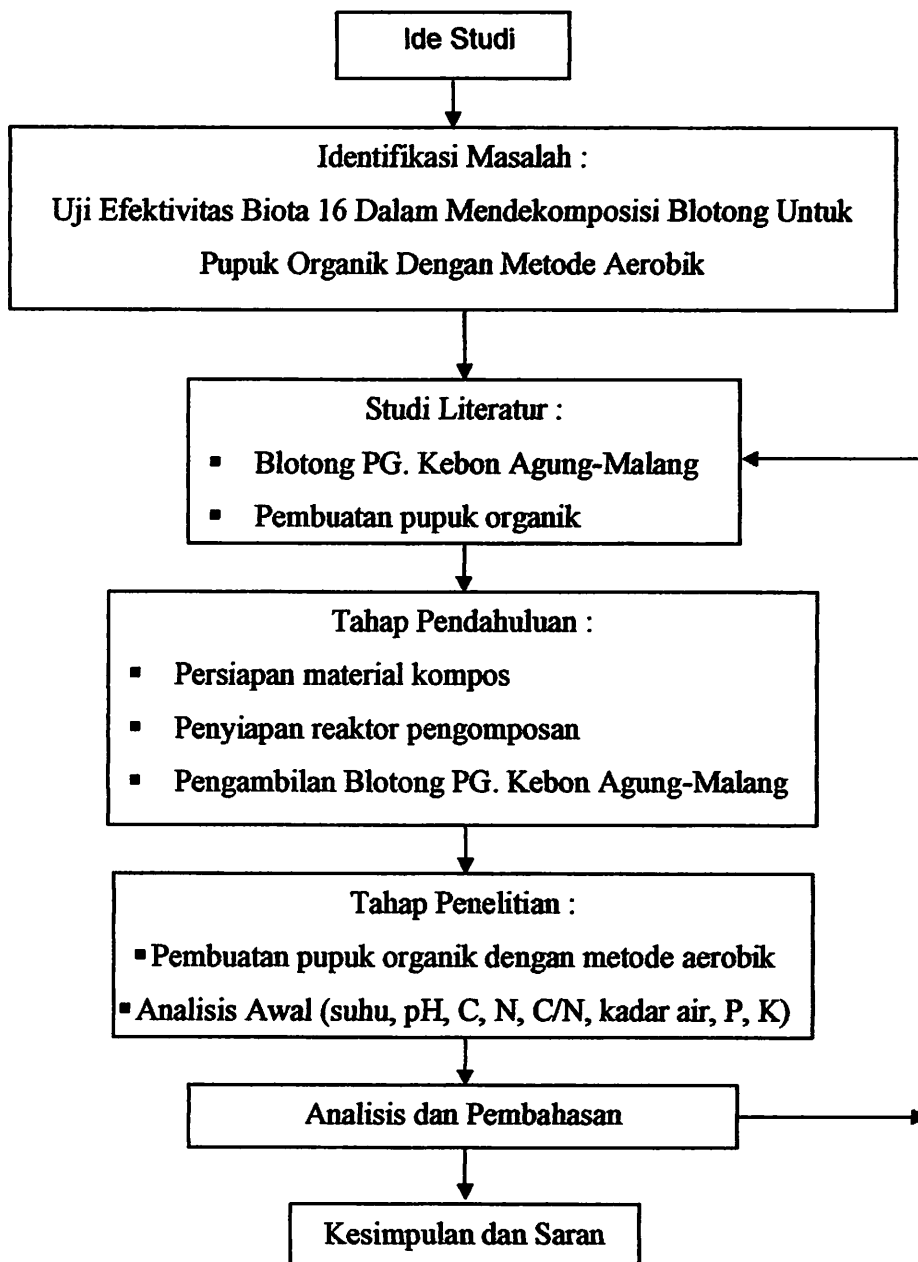 Ide Studi
Identifikasi Masalah :
Uji Efektivitas Biota 16 Dalam Mendekomposisi Blotong Untuk
Pupuk Organik Dengan Metode Aerobik
Studi Literatur :
▪ Blotong PG. Kebon Agung-Malang
▪ Pembuatan pupuk organik
Tahap Pendahuluan :
▪ Persiapan material kompos
▪ Penyiapan reaktor pengomposan
▪ Pengambilan Blotong PG. Kebon Agung-Malang
Tahap Penelitian :
▪ Pembuatan pupuk organik dengan metode aerobik
▪ Analisis Awal (suhu, pH, C, N, C/N, kadar air, P, K)
Analisis dan Pembahasan
Kesimpulan dan Saran